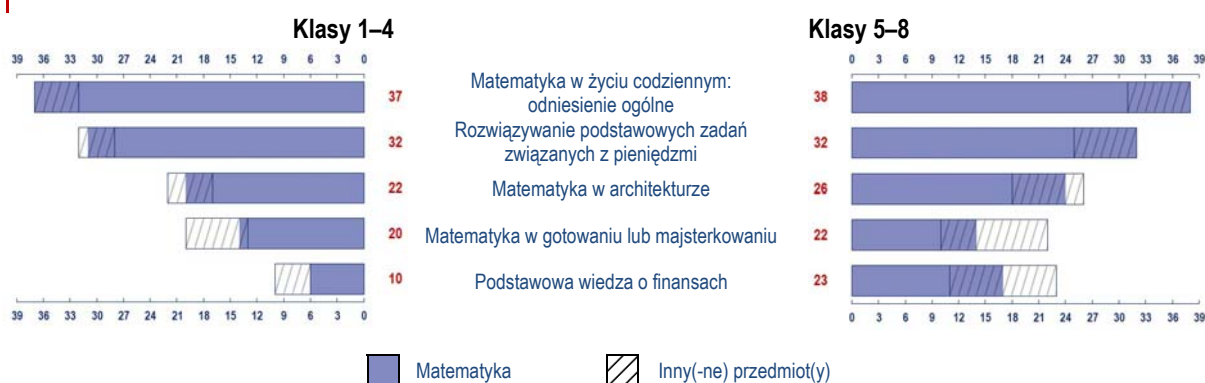 Klasy 1–4
Klasy 5–8
39 36 33 30 27 24 21 18 15 12 9 6 3 0
0 3 6 9 12 15 18 21 24 27 30 33 36 39
37
Matematyka w życiu codziennym:
odniesienie ogólne
38
32
Rozwiązywanie podstawowych zadań
związanych z pieniędzmi
32
22
Matematyka w architekturze
26
20
Matematyka w gotowaniu lub majsterkowaniu
22
10
Podstawowa wiedza o finansach
23
39 36 33 30 27 24 21 18 15 12 9 6 3 0
0 3 6 9 12 15 18 21 24 27 30 33 36 39
Matematyka
Inny(-ne) przedmiot(y)